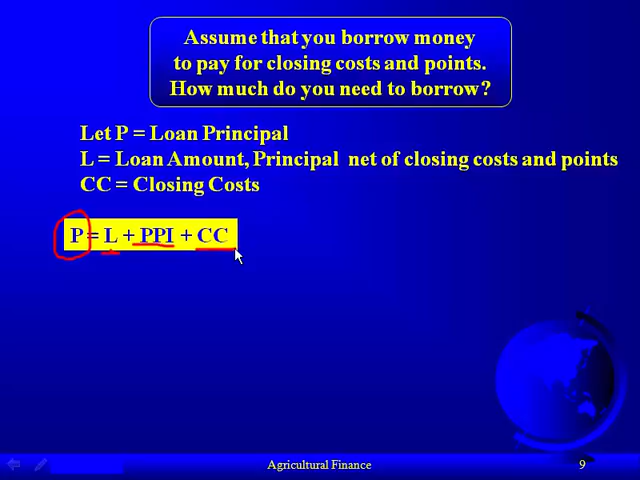 Assume that you borrow money
to pay for closing costs and points.
How much do you need to borrow?
Let P = Loan Principal
L = Loan Amount, Principal net of closing costs and points
CC = Closing Costs
P = L + PPI + CC
Agricultural Finance
9